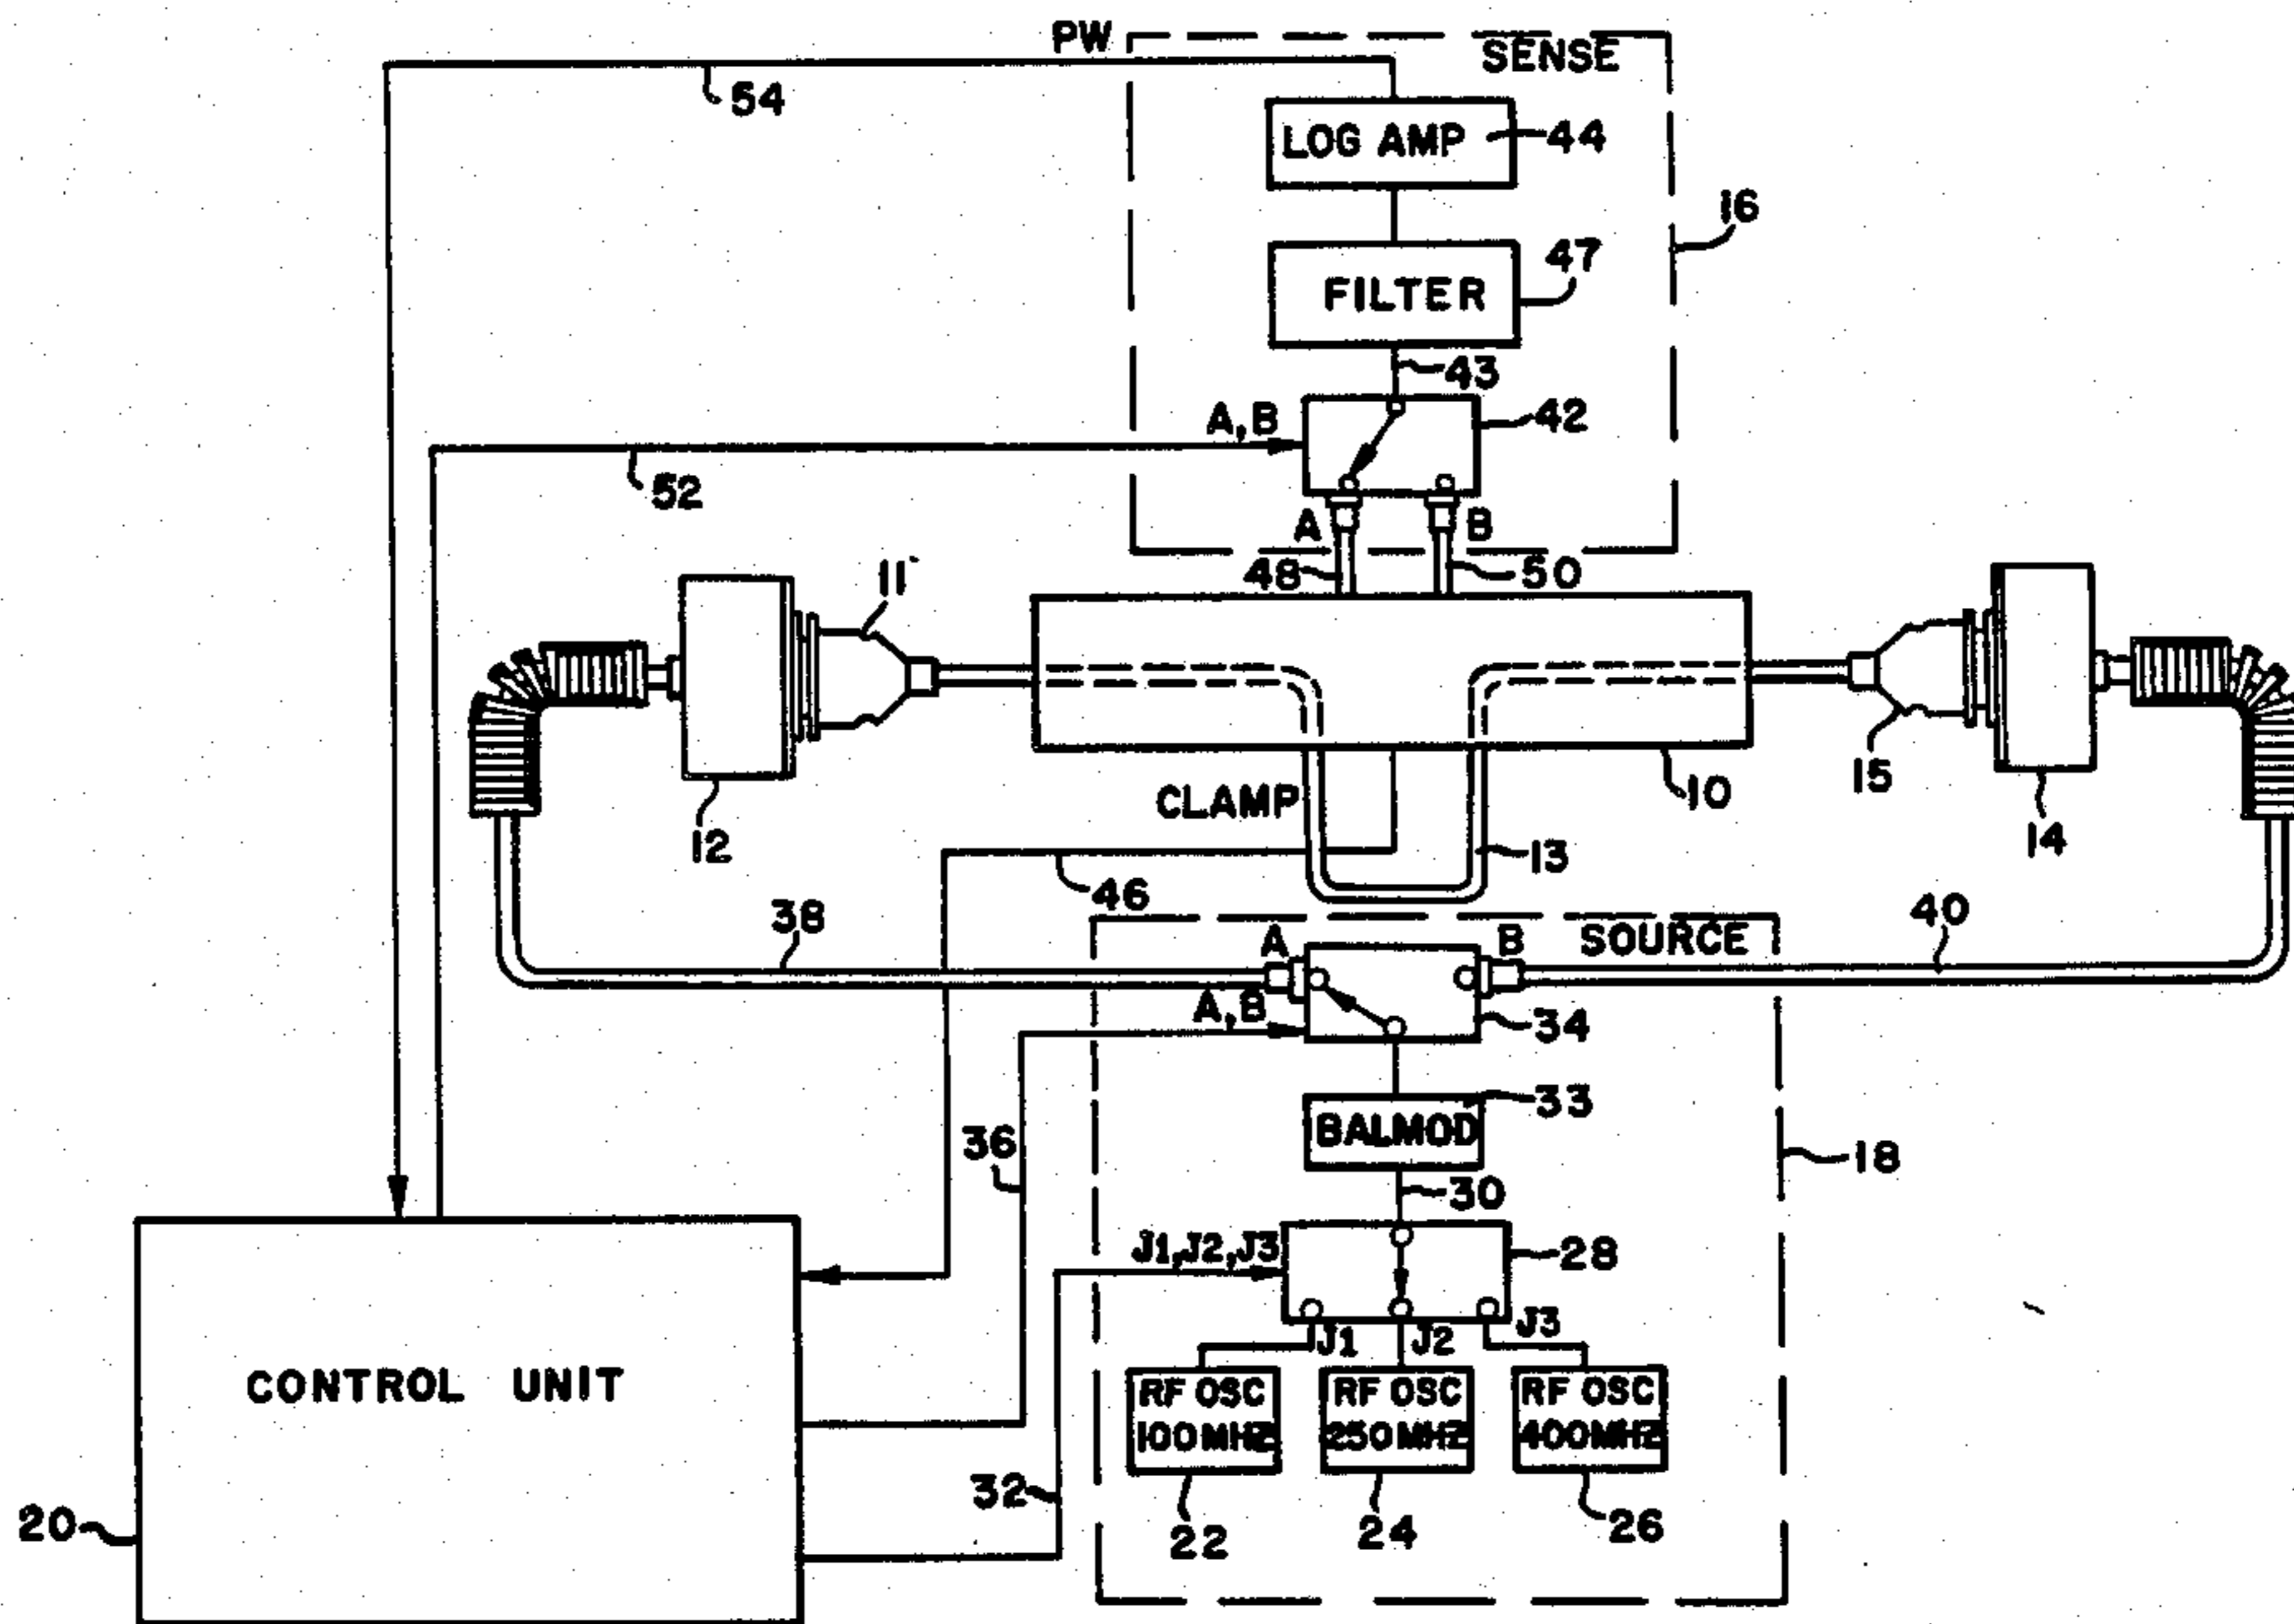 PW
SENSE
54
LOG AMP
44
16
47
FILTER
43
A,B
42
52
A
B
48
50
11
10
15
12
CLAMP
14
13
46
38
40
A
SOURCE
B
A,B
34
33
BALMOD
36
18
30
J1,J2,J3
28
J1
J2
J3
CONTROL UNIT
RF OSC
100MHZ
RF OSC
250MHZ
RF OSC
400MHZ
32
20
22
24
26